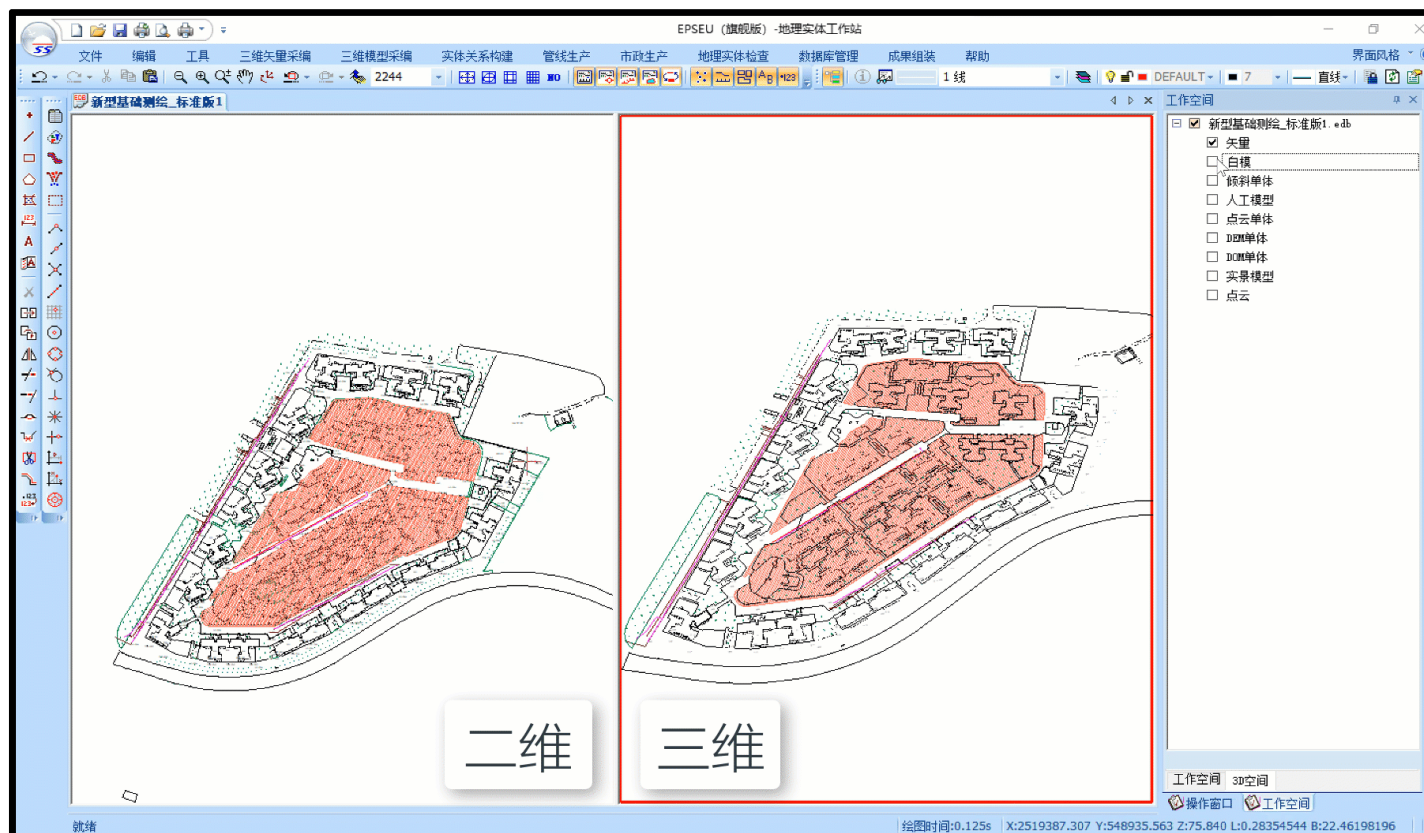 EPSEU（旗舰版）-地理实体工作站
SS
文件 编辑 工具 三维矢量采编 三维模型采编 实体关系构建 管线生产 市政生产 地理实体检查 数据库管理 成果组装 帮助 界面风格
2244 NO A 123 1 线 DEFAULT 7 直线
EDB 新型基础测绘_标准版1
工作空间
新型基础测绘_标准版1.edb
矢量
白模
倾斜单体
人工模型
点云单体
DEM单体
DOM单体
实景模型
点云
二维 三维
工作空间 3D空间
操作窗口 工作空间
就绪 绘图时间:0.125s X:2519387.307 Y:548935.563 Z:75.840 L:0.28354544 B:22.46198196